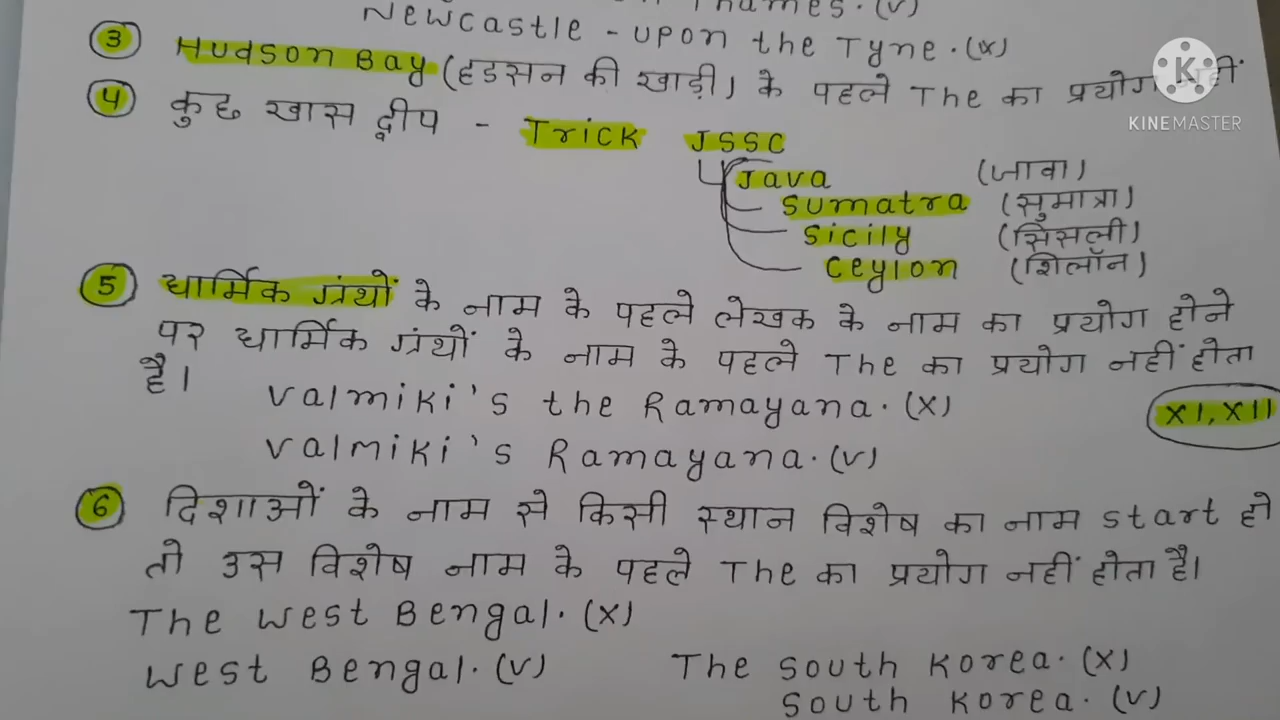 Thames. (v)
Newcastle - upon the Tyne. (x)
3 Hudson Bay (हडसन की खाड़ी) के पहले The का प्रयोग
4 कुछ खास द्वीप - Trick JSSC
Java (जावा)
Sumatra (सुमात्रा)
Sicily (सिसली)
Ceylon (शिलॉन)
5 धार्मिक ग्रंथों के नाम के पहले लेखक के नाम का प्रयोग होने
पर धार्मिक ग्रंथों के नाम के पहले The का प्रयोग नहीं होता
है।
Valmiki's the Ramayana. (x)
XI, XII
Valmiki's Ramayana. (v)
6 दिशाओं के नाम से किसी स्थान विशेष का नाम start हो
तो उस विशेष नाम के पहले The का प्रयोग नहीं होता है।
The West Bengal. (x)
West Bengal. (v)
The South Korea. (x)
South Korea. (v)
K
KINEMASTER